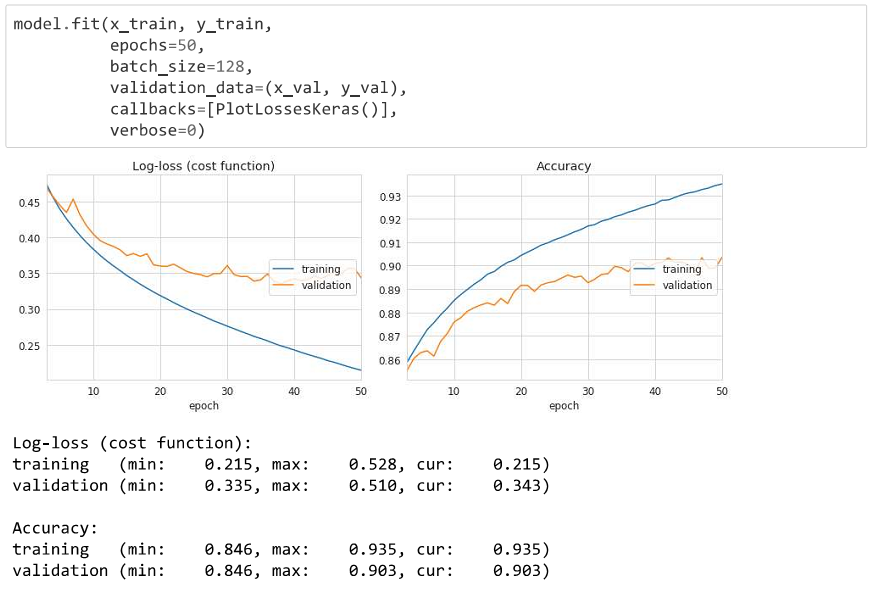 model.fit(x_train, y_train,
epochs=50,
batch_size=128,
validation_data=(x_val, y_val),
callbacks=[PlotLossesKeras()],
verbose=0)
Log-loss (cost function)
0.45
0.40
0.35
0.30
0.25
training
validation
10 20 30 40 50
epoch
Accuracy
0.93
0.92
0.91
0.90
0.89
0.88
0.87
0.86
training
validation
10 20 30 40 50
epoch
Log-loss (cost function):
training (min: 0.215, max: 0.528, cur: 0.215)
validation (min: 0.335, max: 0.510, cur: 0.343)
Accuracy:
training (min: 0.846, max: 0.935, cur: 0.935)
validation (min: 0.846, max: 0.903, cur: 0.903)